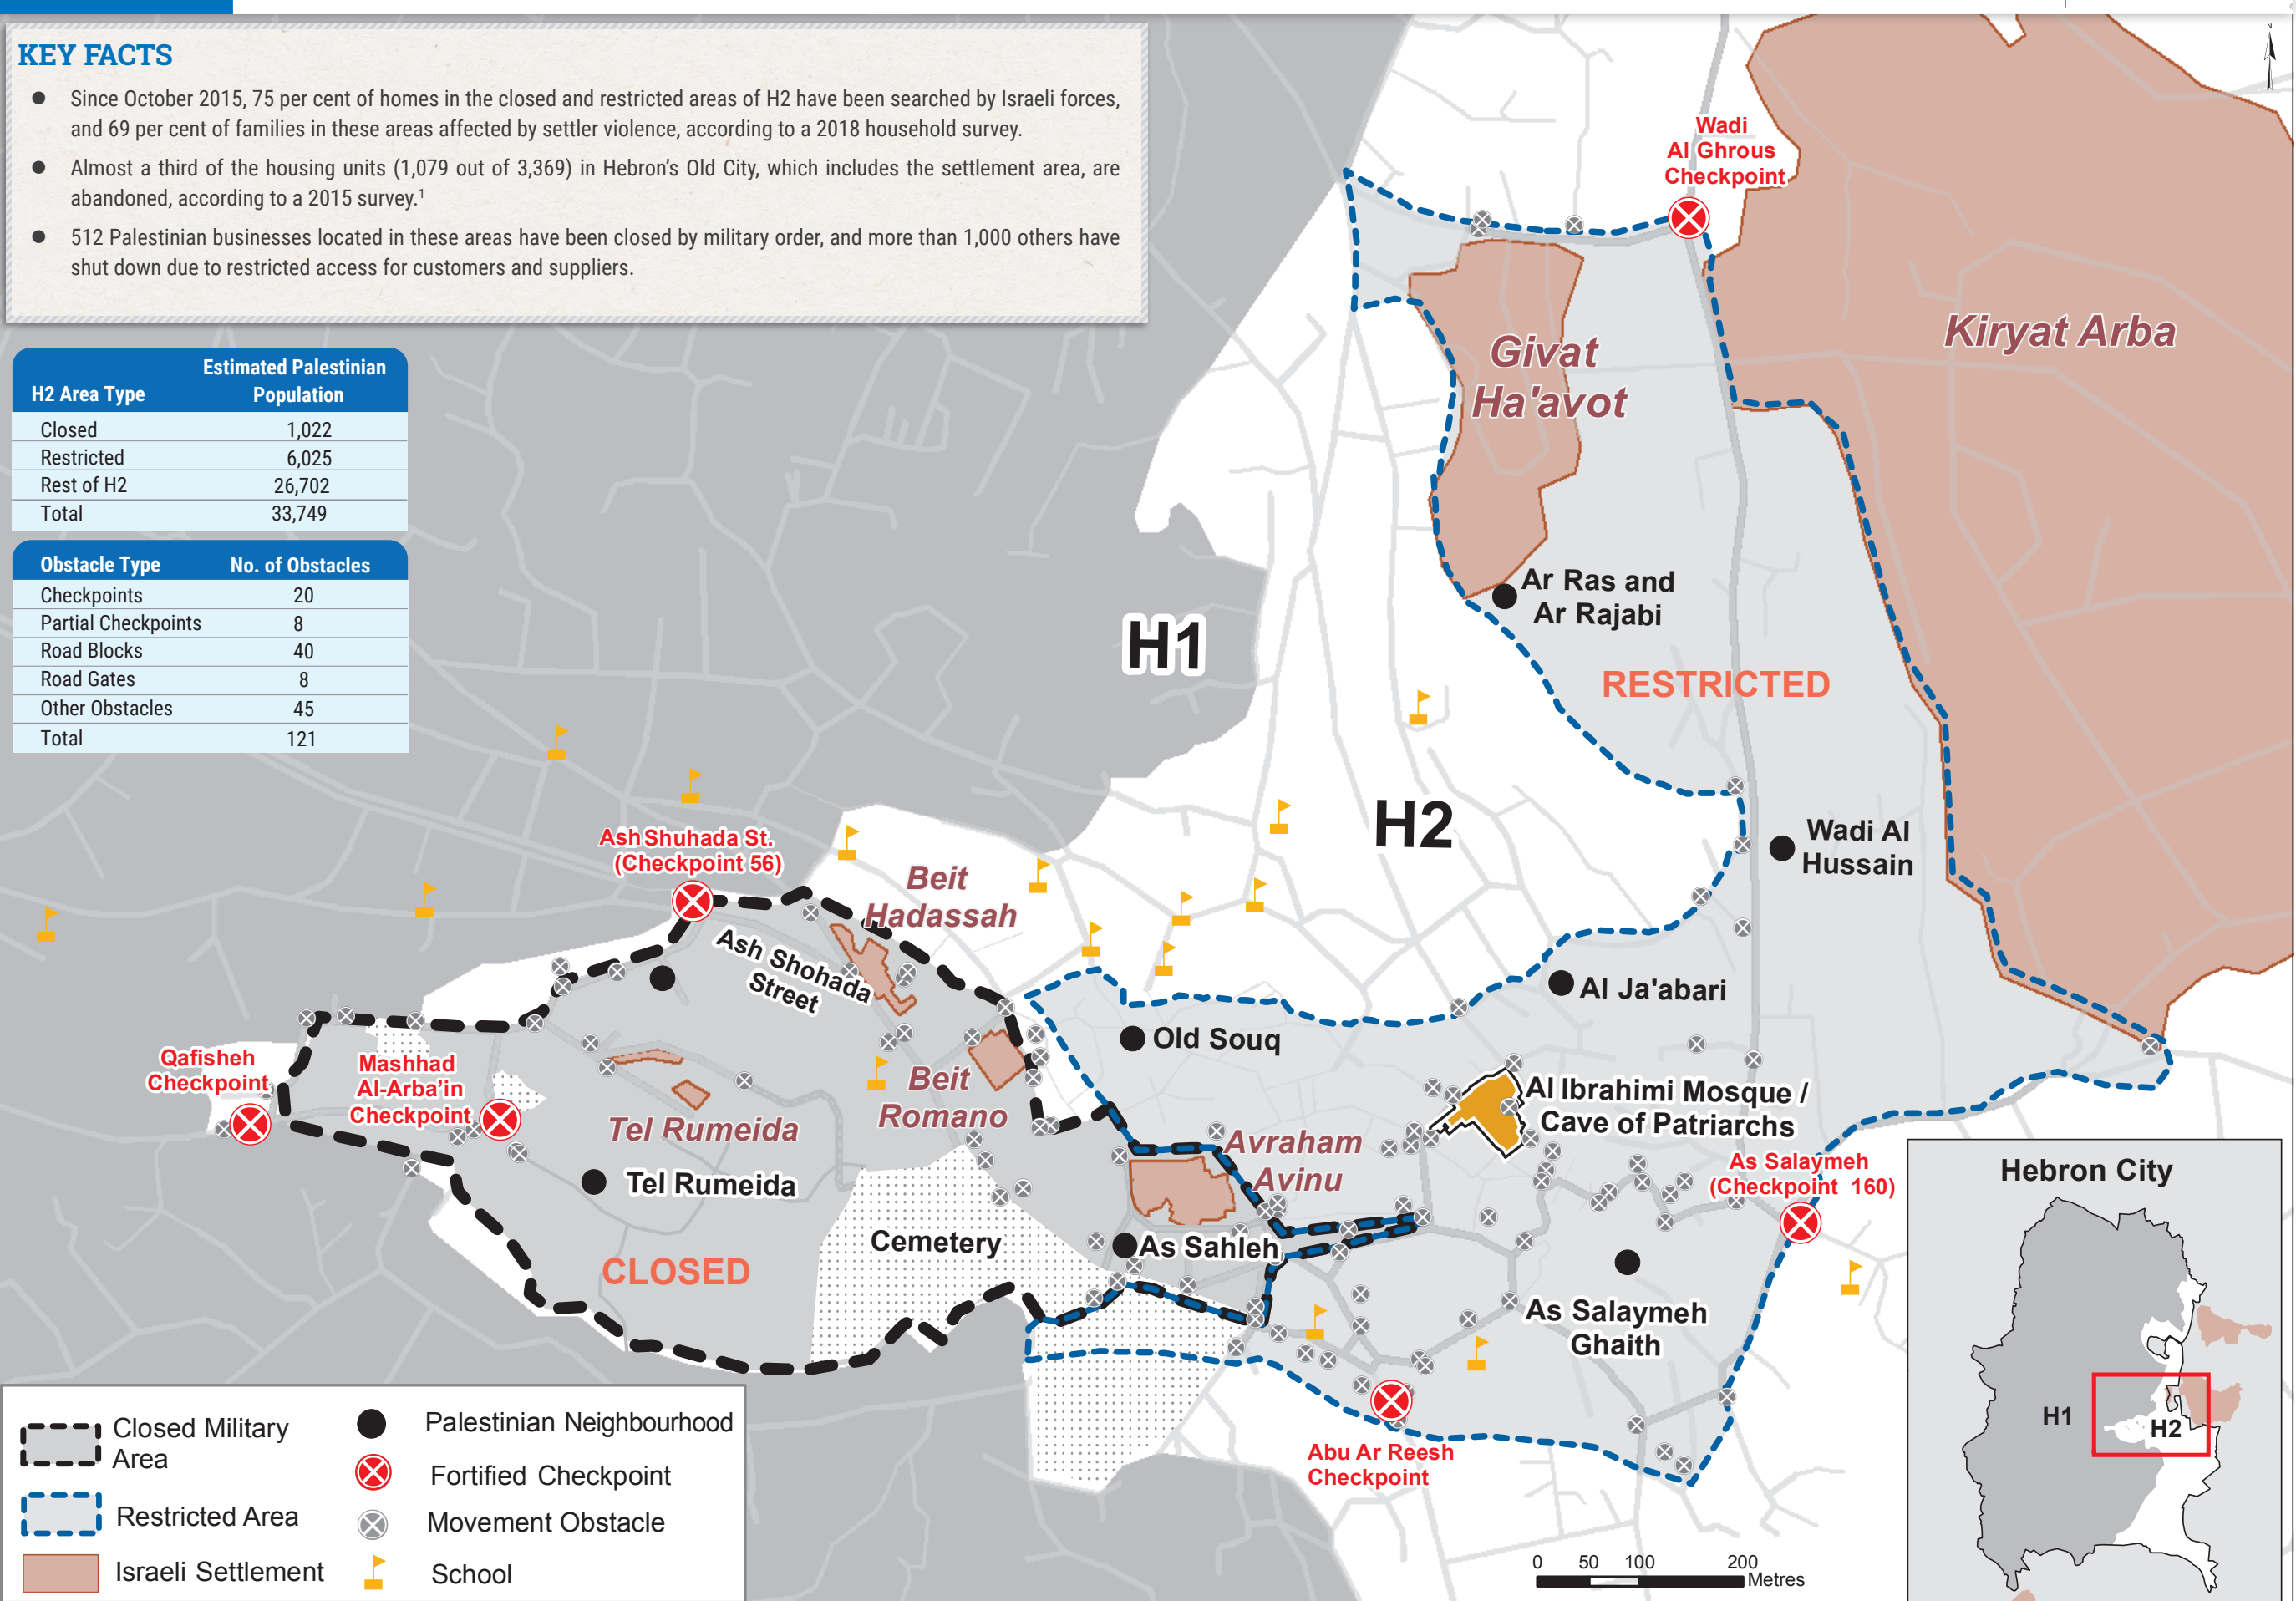 KEY FACTS
● Since October 2015, 75 per cent of homes in the closed and restricted areas of H2 have been searched by Israeli forces,
and 69 per cent of families in these areas affected by settler violence, according to a 2018 household survey.
● Almost a third of the housing units (1,079 out of 3,369) in Hebron’s Old City, which includes the settlement area, are
abandoned, according to a 2015 survey.1
● 512 Palestinian businesses located in these areas have been closed by military order, and more than 1,000 others have
shut down due to restricted access for customers and suppliers.
N
H2 Area Type Estimated Palestinian
Population
Closed 1,022
Restricted 6,025
Rest of H2 26,702
Total 33,749
Obstacle Type No. of Obstacles
Checkpoints 20
Partial Checkpoints 8
Road Blocks 40
Road Gates 8
Other Obstacles 45
Total 121
Wadi
Al Ghrous
Checkpoint
Kiryat Arba
Givat
Ha'avot
Ar Ras and
Ar Rajabi
H1
RESTRICTED
H2
Wadi Al
Hussain
Ash Shuhada St.
(Checkpoint 56)
Beit
Hadassah
Ash Shohada
Street
Al Ja'abari
Old Souq
Qafisheh
Checkpoint
Mashhad
Al-Arba’in
Checkpoint
Beit
Romano
Tel Rumeida
Tel Rumeida
Al Ibrahimi Mosque /
Cave of Patriarchs
Avraham
Avinu
As Salaymeh
(Checkpoint 160)
Cemetery
As Sahleh
CLOSED
As Salaymeh
Ghaith
Abu Ar Reesh
Checkpoint
Closed Military
Area
Restricted Area
Israeli Settlement
Palestinian Neighbourhood
Fortified Checkpoint
Movement Obstacle
School
0 50 100 200
Metres
Hebron City
H1
H2